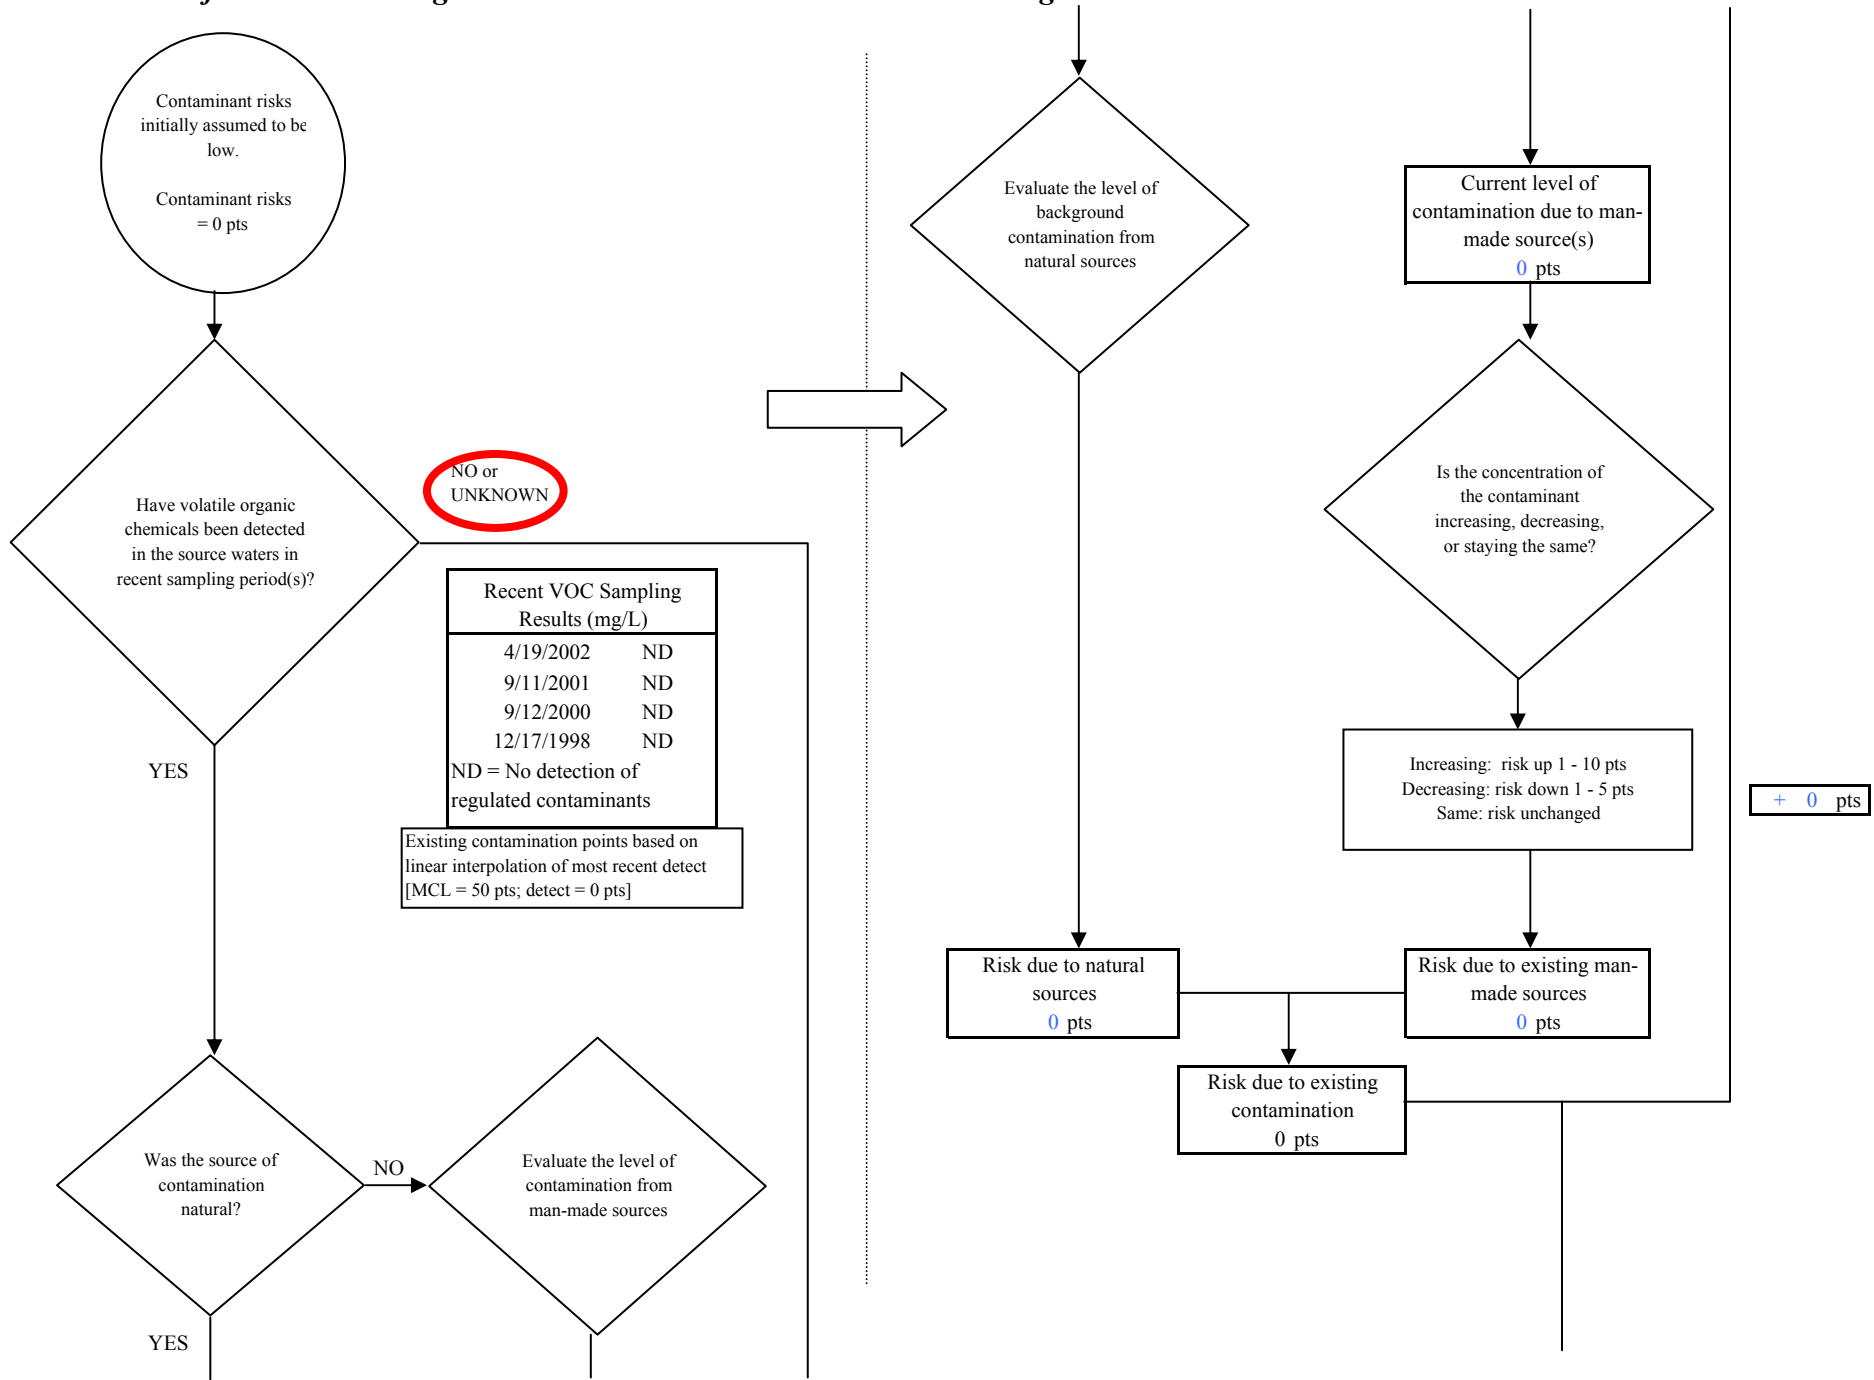 Contaminant risks
initially assumed to be
low.
Contaminant risks
= 0 pts
Have volatile organic
chemicals been detected
in the source waters in
recent sampling period(s)?
NO or
UNKNOWN
Recent VOC Sampling
Results (mg/L)
4/19/2002 ND
9/11/2001 ND
9/12/2000 ND
12/17/1998 ND
ND = No detection of
regulated contaminants
Existing contamination points based on
linear interpolation of most recent detect
[MCL = 50 pts; detect = 0 pts]
YES
Was the source of
contamination
natural?
NO
Evaluate the level of
contamination from
man-made sources
YES
Evaluate the level of
background
contamination from
natural sources
Current level of
contamination due to man-
made source(s)
0 pts
Is the concentration of
the contaminant
increasing, decreasing,
or staying the same?
Increasing: risk up 1 - 10 pts
Decreasing: risk down 1 - 5 pts
Same: risk unchanged
+ 0 pts
Risk due to natural
sources
0 pts
Risk due to existing man-
made sources
0 pts
Risk due to existing
contamination
0 pts